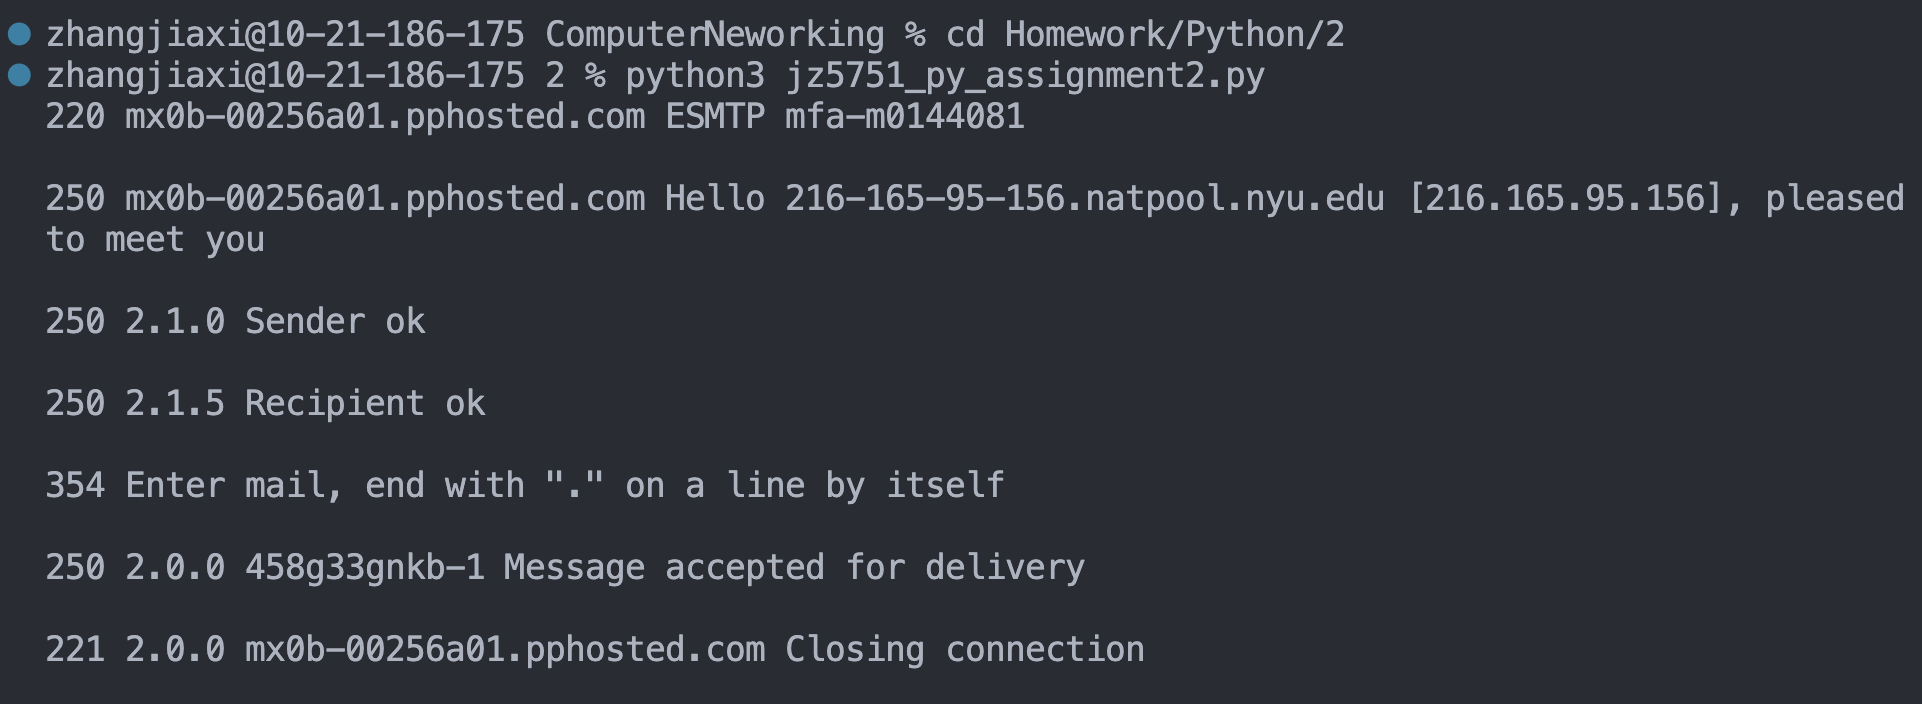 zhangjiaxi@10-21-186-175 ComputerNeworking % cd Homework/Python/2
zhangjiaxi@10-21-186-175 2 % python3 jz5751_py_assignment2.py
220 mx0b-00256a01.pphosted.com ESMTP mfa-m0144081
250 mx0b-00256a01.pphosted.com Hello 216-165-95-156.natpool.nyu.edu [216.165.95.156], pleased
to meet you
250 2.1.0 Sender ok
250 2.1.5 Recipient ok
354 Enter mail, end with "." on a line by itself
250 2.0.0 458g33gnkb-1 Message accepted for delivery
221 2.0.0 mx0b-00256a01.pphosted.com Closing connection